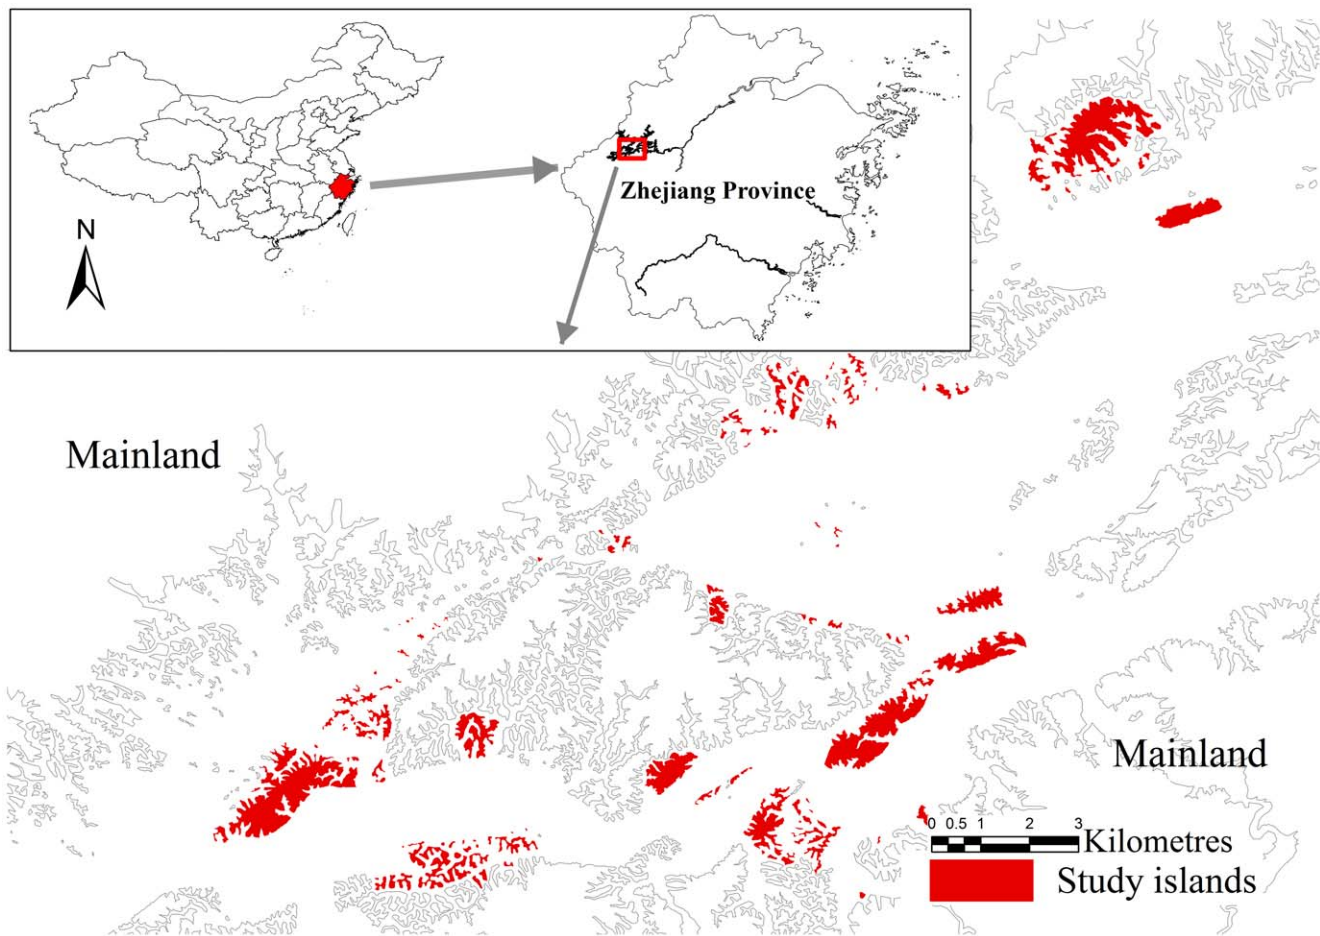 Zhejiang Province
N
Mainland
Mainland
0 0.5 1 2 3
Kilometres
Study islands